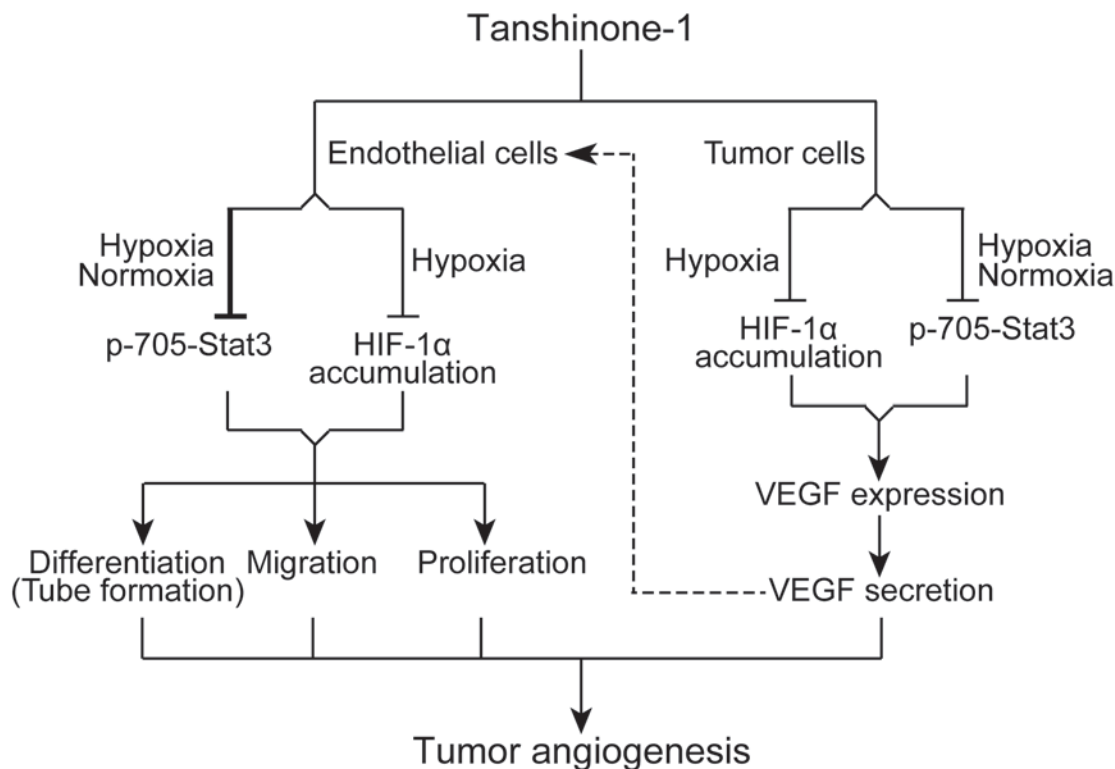 Tanshinone-1
Endothelial cells
Tumor cells
Hypoxia
Normoxia
Hypoxia
Hypoxia
Hypoxia
Normoxia
p-705-Stat3
HIF-1α
accumulation
HIF-1α
accumulation
p-705-Stat3
VEGF expression
Differentiation
(Tube formation)
Migration
Proliferation
VEGF secretion
Tumor angiogenesis